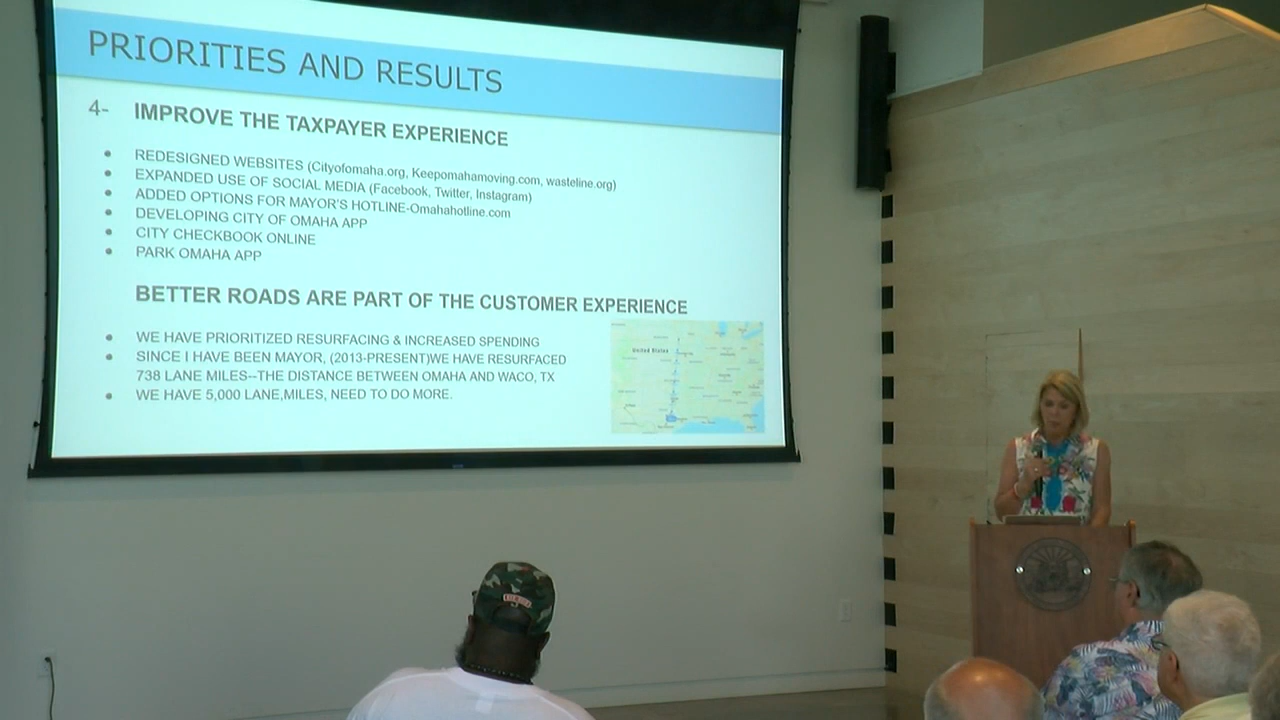 PRIORITIES AND RESULTS
4- IMPROVE THE TAXPAYER EXPERIENCE
• REDESIGNED WEBSITES (Cityofomaha.org, Keepomahamoving.com, wasteline.org)
• EXPANDED USE OF SOCIAL MEDIA (Facebook, Twitter, Instagram)
• ADDED OPTIONS FOR MAYOR'S HOTLINE-Omahahotline.com
• DEVELOPING CITY OF OMAHA APP
• CITY CHECKBOOK ONLINE
• PARK OMAHA APP
BETTER ROADS ARE PART OF THE CUSTOMER EXPERIENCE
• WE HAVE PRIORITIZED RESURFACING & INCREASED SPENDING
• SINCE I HAVE BEEN MAYOR, (2013-PRESENT)WE HAVE RESURFACED
738 LANE MILES--THE DISTANCE BETWEEN OMAHA AND WACO, TX
• WE HAVE 5,000 LANE,MILES, NEED TO DO MORE.
United States